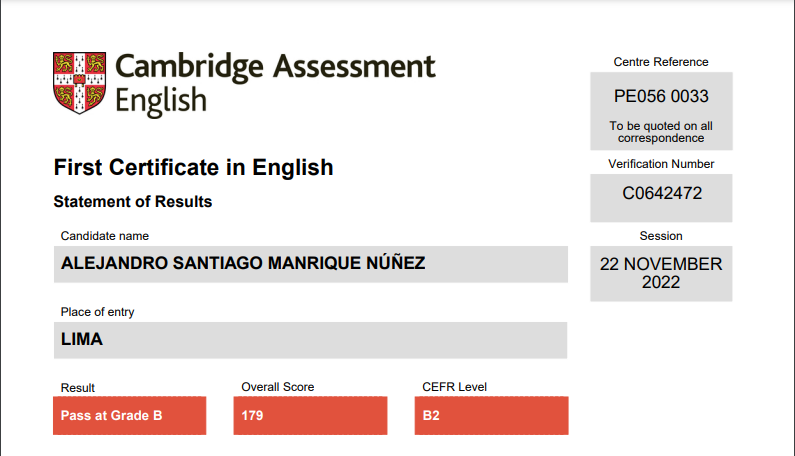 Cambridge Assessment
English
Centre Reference
PE056 0033
To be quoted on all
correspondence
First Certificate in English
Verification Number
C0642472
Statement of Results
Candidate name
ALEJANDRO SANTIAGO MANRIQUE NÚÑEZ
Session
22 NOVEMBER
2022
Place of entry
LIMA
Result
Overall Score
CEFR Level
Pass at Grade B
179
B2